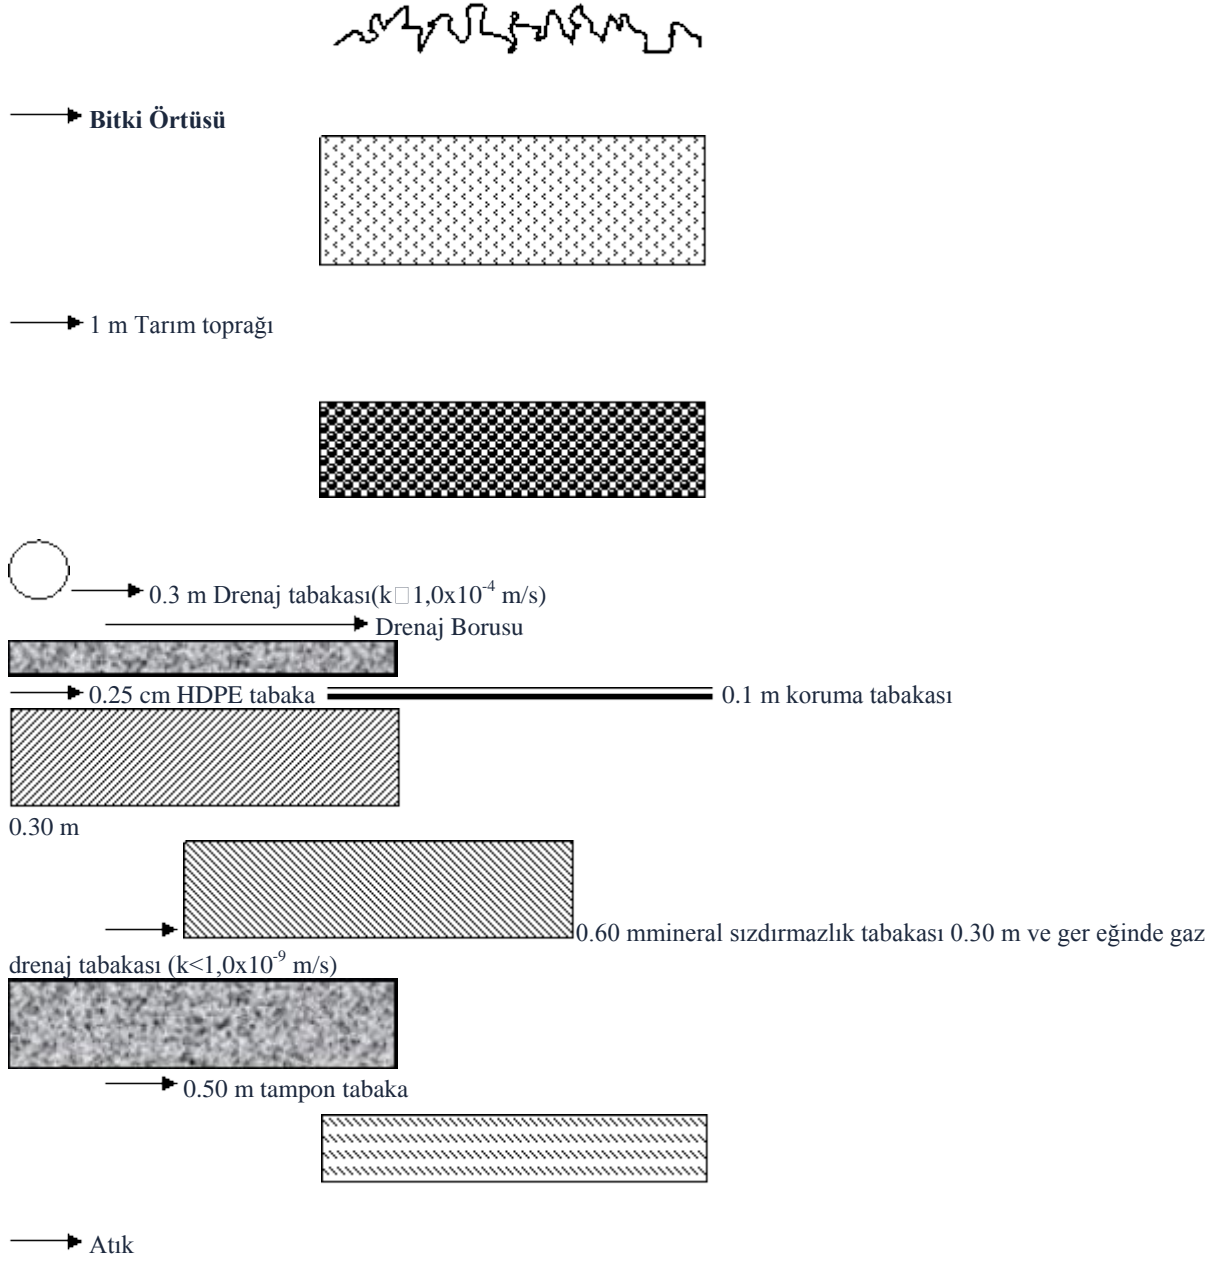 Bitki Örtüsü
1 m Tarım toprağı
0.3 m Drenaj tabakası(k□1,0x10⁻⁴ m/s)
Drenaj Borusu
0.25 cm HDPE tabaka 0.1 m koruma tabakası
0.30 m
0.60 mmineral sızdırmazlık tabakası 0.30 m ve ger eğinde gaz
drenaj tabakası (k<1,0x10⁻⁹ m/s)
0.50 m tampon tabaka
Atık